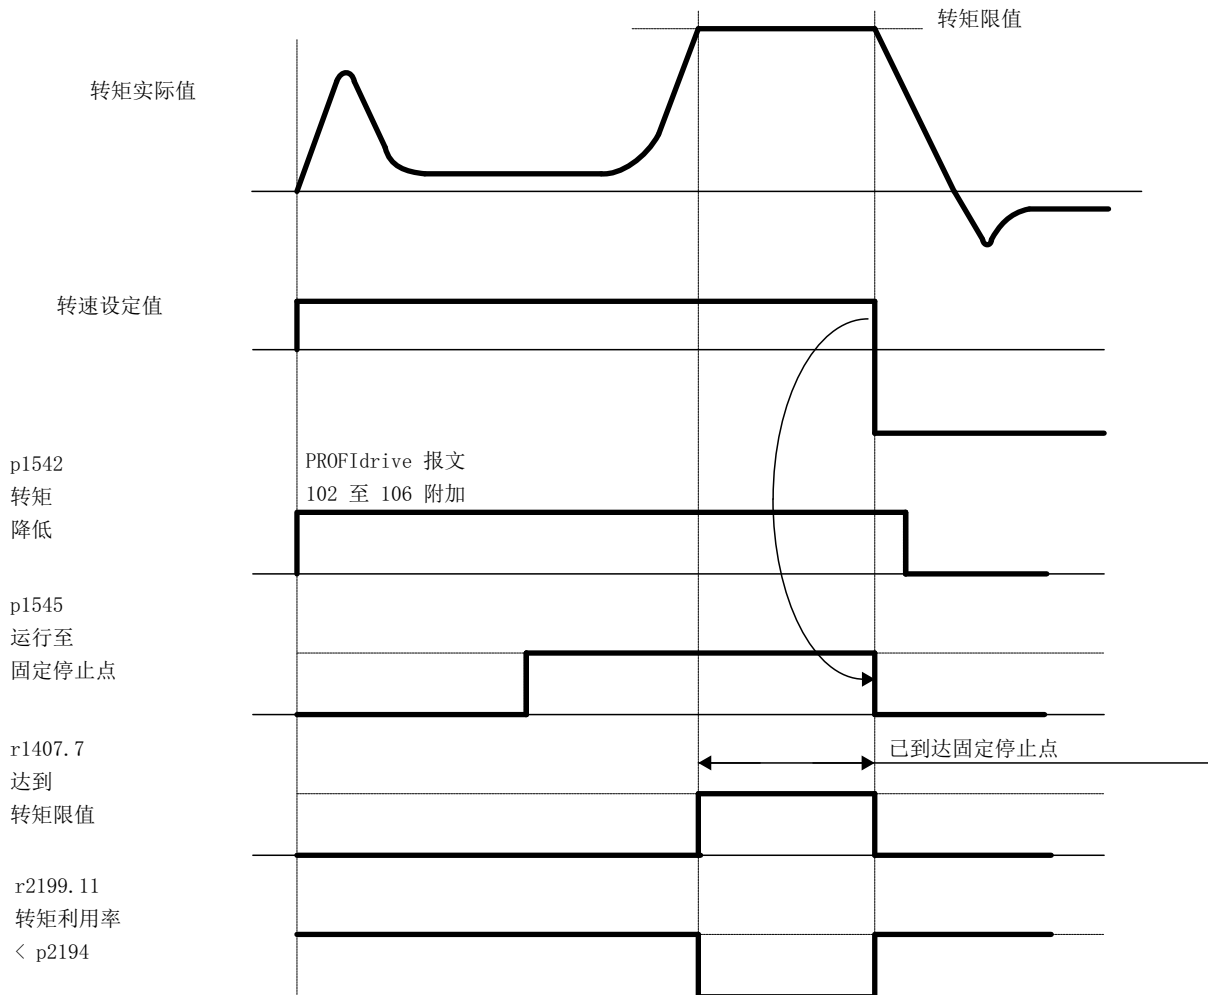 转矩限值
转矩实际值
转速设定值
p1542
转矩
降低
PROFIdrive 报文
102 至 106 附加
p1545
运行至
固定停止点
r1407.7
达到
转矩限值
已到达固定停止点
r2199.11
转矩利用率
< p2194